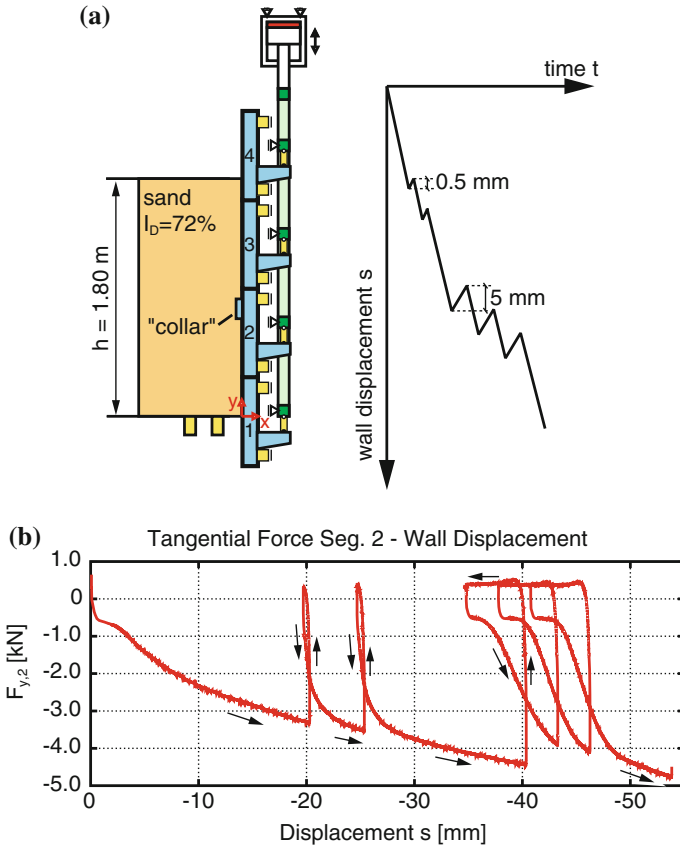 (a)
time t
4
sand
I_D=72%
0.5 mm
3
h = 1.80 m
"collar"
2
5 mm
wall displacement s
y
x
1
(b)
Tangential Force Seg. 2 - Wall Displacement
1.0
0
-1.0
-2.0
-3.0
-4.0
-5.0
F_y,2 [kN]
0
-10
-20
-30
-40
-50
Displacement s [mm]